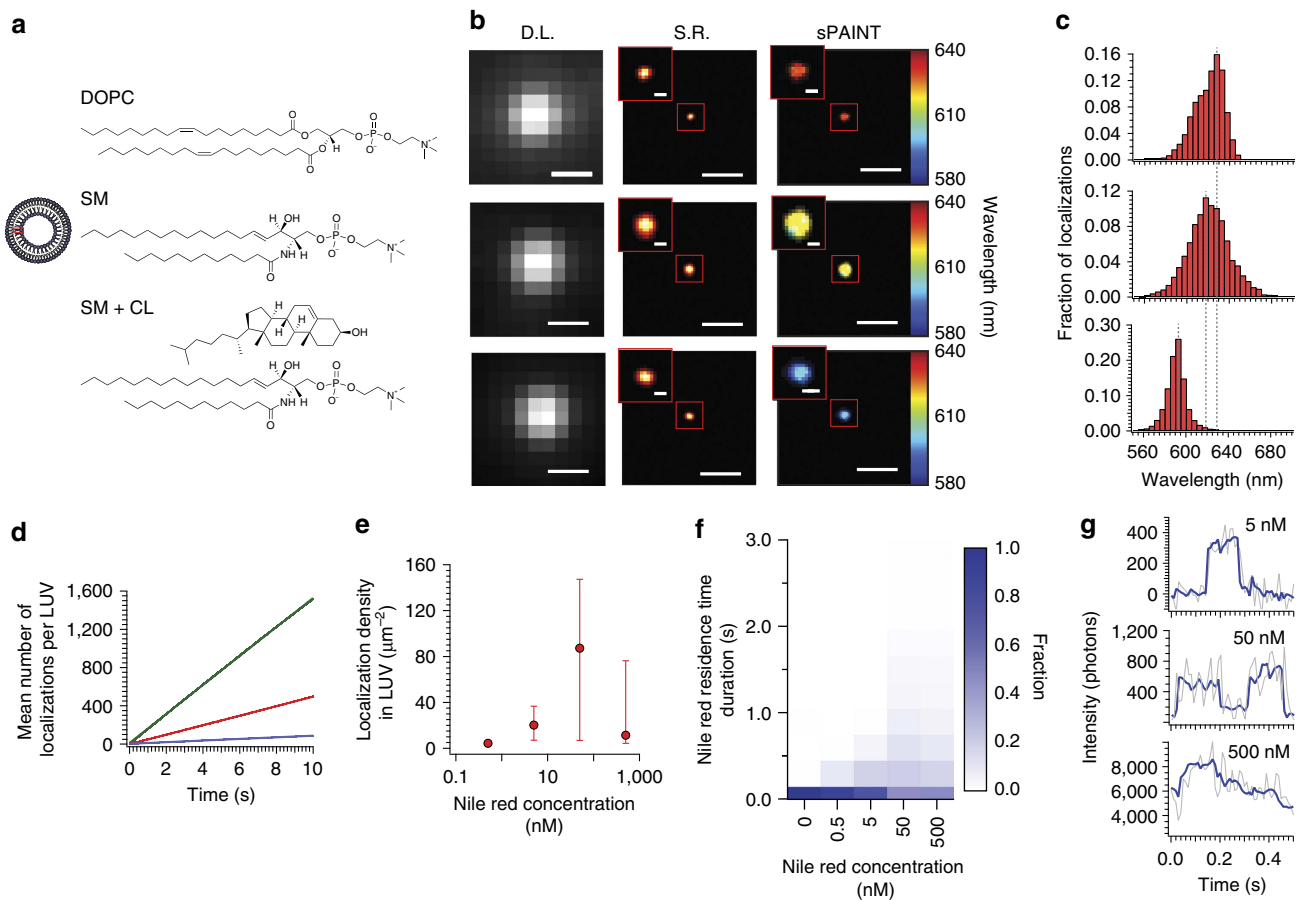 a
DOPC
O
O
O
O
H
O
P
O⁻
O
N⁺
SM
OH
NH
H
O
O
P
O
O⁻
N⁺
SM + CL
H
H
H
OH
OH
NH
H
O
O
P
O
O⁻
N⁺
b
D.L.
S.R.
sPAINT
640
610
580
640
610
580
640
610
580
Wavelength (nm)
c
0.16
0.12
0.08
0.04
0.00
0.12
0.08
0.04
0.00
0.30
0.20
0.10
0.00
Fraction of localizations
560 600 640 680
Wavelength (nm)
d
Mean number of
localizations per LUV
1,600
1,200
800
400
0
0 2 4 6 8 10
Time (s)
e
Localization density
in LUV (μm⁻²)
160
120
80
40
0
0.1 10 1,000
Nile red concentration
(nM)
f
Nile red residence time
duration (s)
3.0
2.0
1.0
0.0
0 0.5 5 50 500
Nile red concentration
(nM)
1.0
0.8
0.6
0.4
0.2
0.0
Fraction
g
5 nM
400
200
0
50 nM
1,200
800
400
0
500 nM
8,000
6,000
4,000
Intensity (photons)
0.0 0.2 0.4
Time (s)